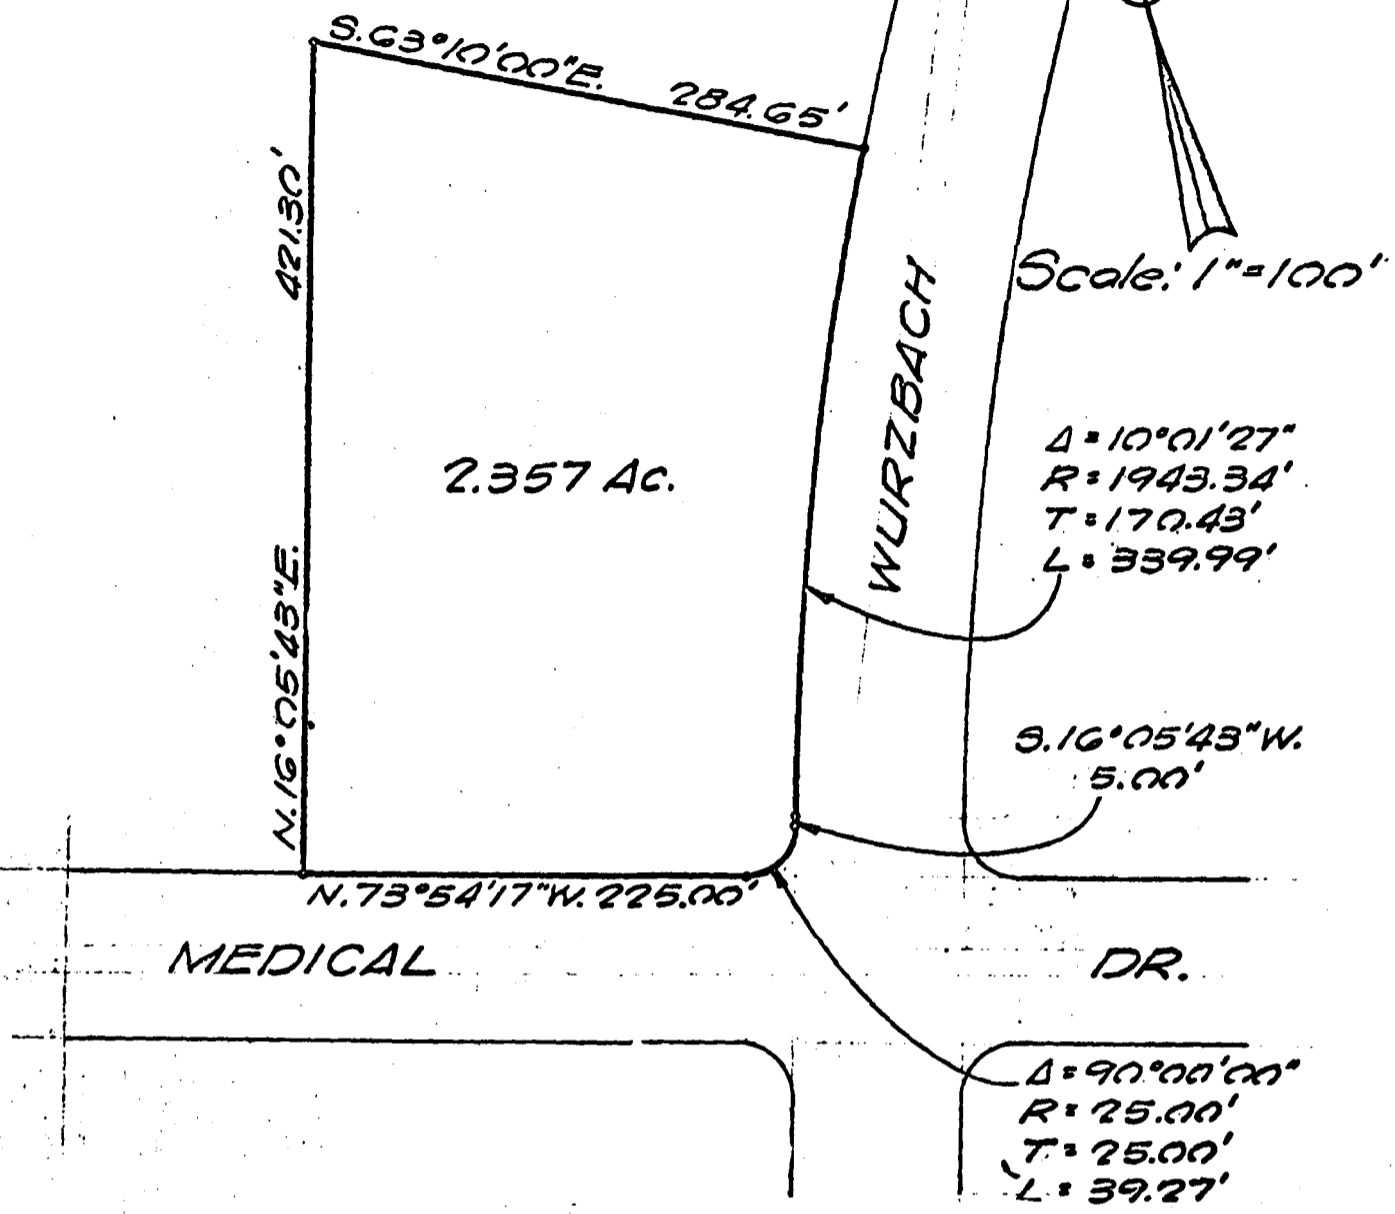 S.63°10'00"E. 284.65'
421.30'
N.16°05'43"E.
2.357 Ac.
WURZBACH
Scale: 1"=100'
Δ=10°01'27"
R=1943.34'
T=170.43'
L=339.99'
S.16°05'43"W.
5.00'
N.73°54'17"W. 225.00'
MEDICAL DR.
Δ=90°00'00"
R=25.00'
T=25.00'
L=39.27'